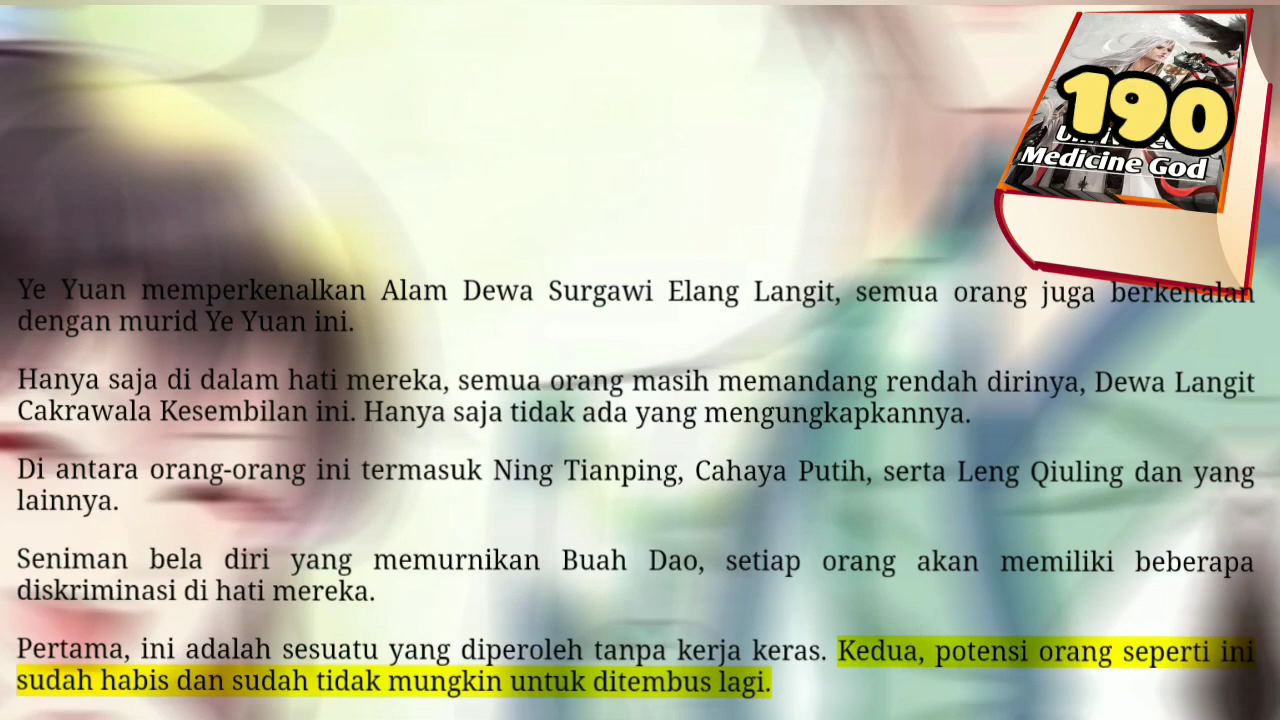 190
Medicine God
Ye Yuan memperkenalkan Alam Dewa Surgawi Elang Langit, semua orang juga berkenalan
dengan murid Ye Yuan ini.
Hanya saja di dalam hati mereka, semua orang masih memandang rendah dirinya, Dewa Langit
Cakrawala Kesembilan ini. Hanya saja tidak ada yang mengungkapkannya.
Di antara orang-orang ini termasuk Ning Tianping, Cahaya Putih, serta Leng Qiuling dan yang
lainnya.
Seniman bela diri yang memurnikan Buah Dao, setiap orang akan memiliki beberapa
diskriminasi di hati mereka.
Pertama, ini adalah sesuatu yang diperoleh tanpa kerja keras. Kedua, potensi orang seperti ini
sudah habis dan sudah tidak mungkin untuk ditembus lagi.